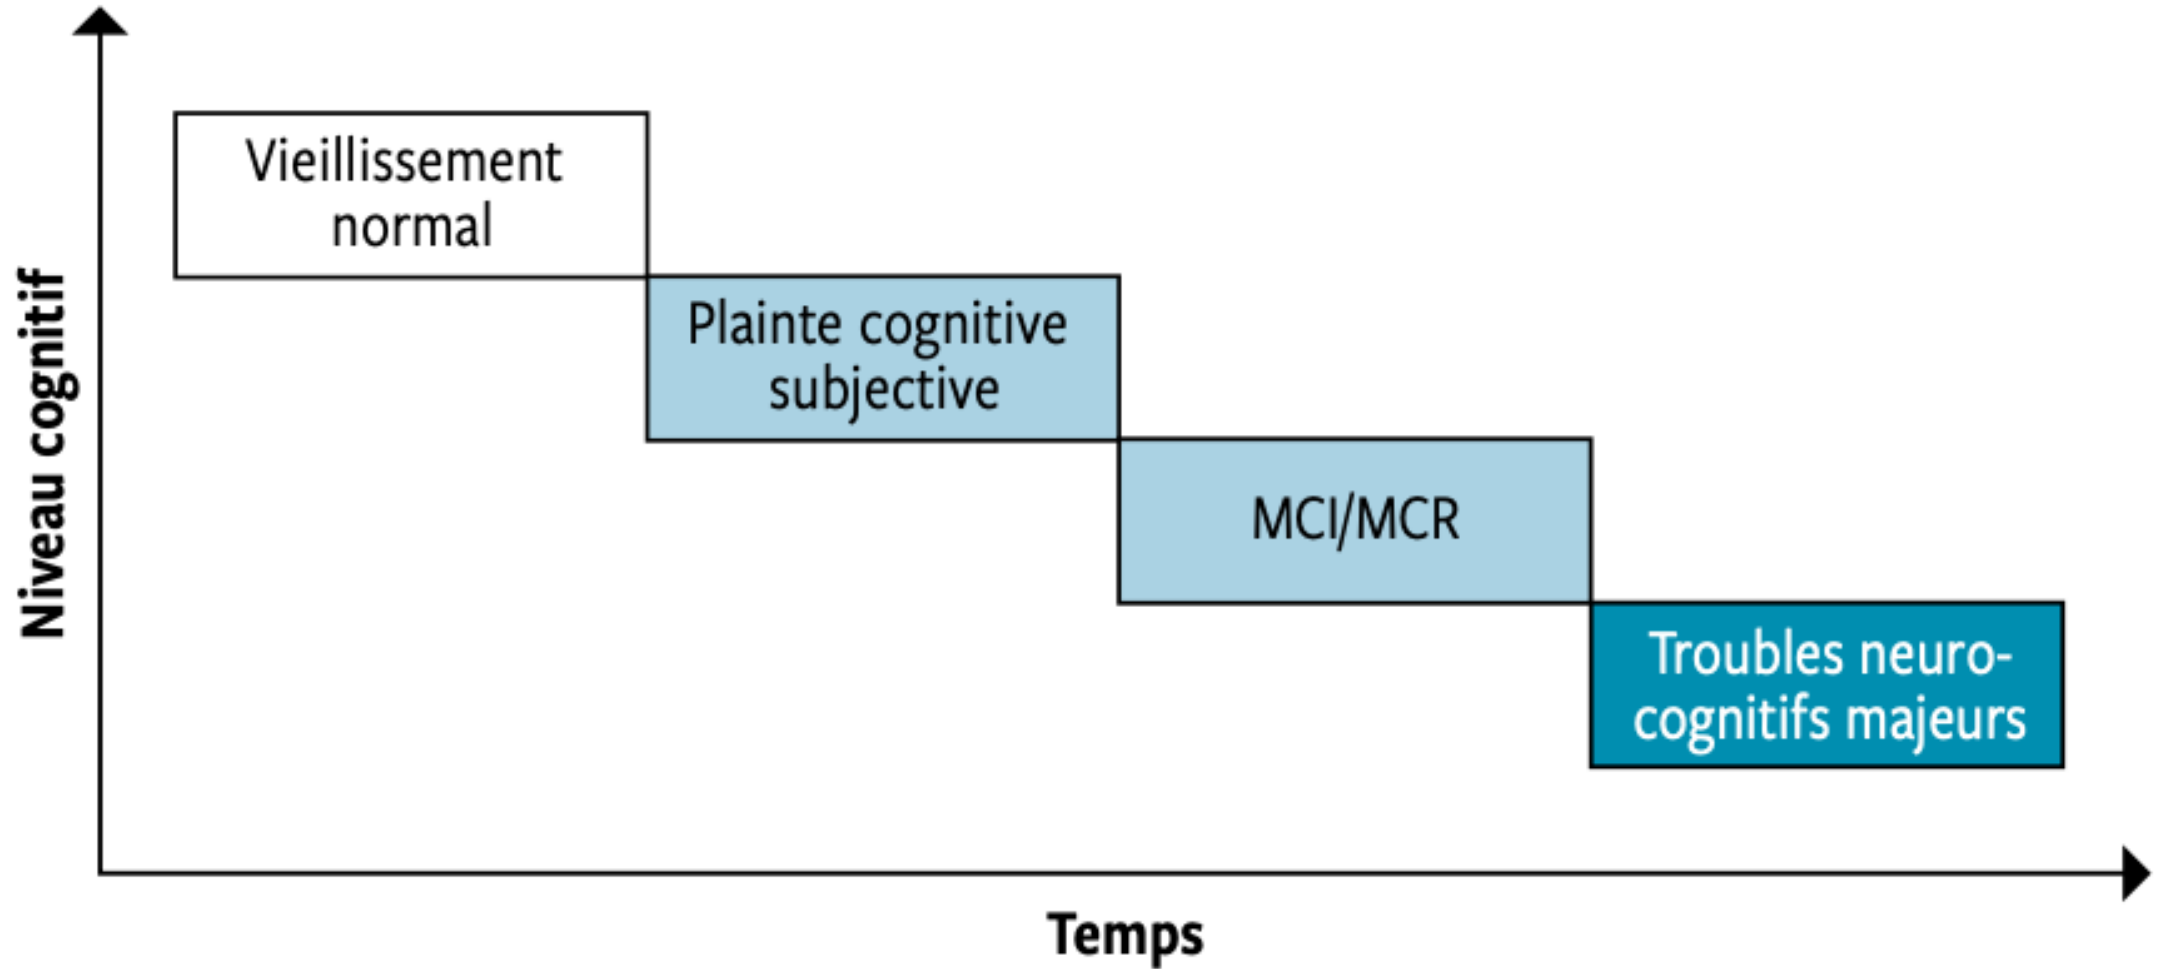 Vieillissement
normal
Plainte cognitive
subjective
MCI/MCR
Troubles neuro-
cognitifs majeurs
Niveau cognitif
Temps